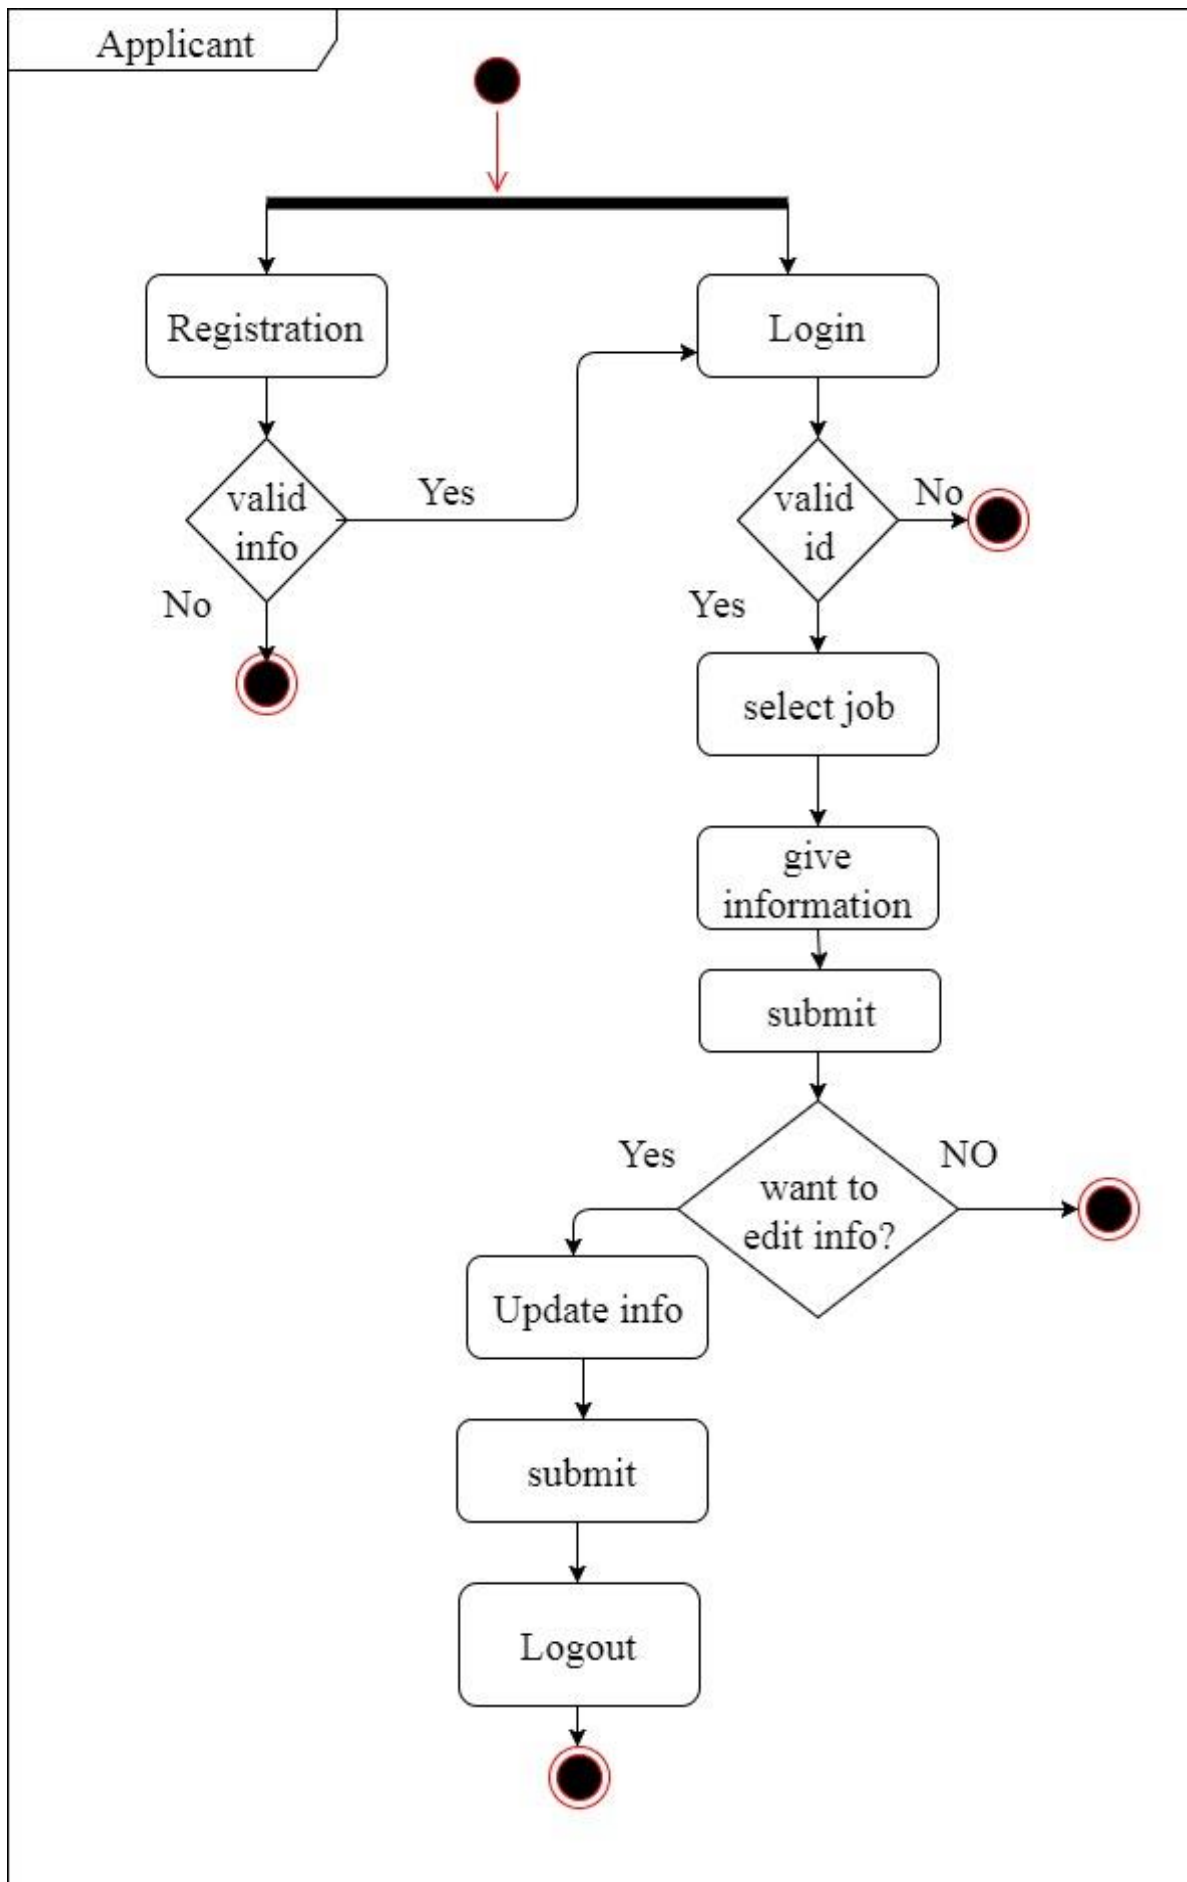 Applicant
Registration
Login
valid
info
Yes
No
valid
id
No
Yes
select job
give
information
submit
want to
edit info?
Yes
NO
Update info
submit
Logout